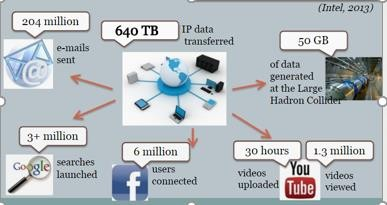 (Intel, 2013)
204 million
e-mails
sent
640 TB
IP data
transferred
50 GB
of data
generated
at the Large
Hadron Collider
3+ million
Google
searches
launched
6 million
f
users
connected
30 hours
videos
uploaded
You
Tube
1.3 million
videos
viewed